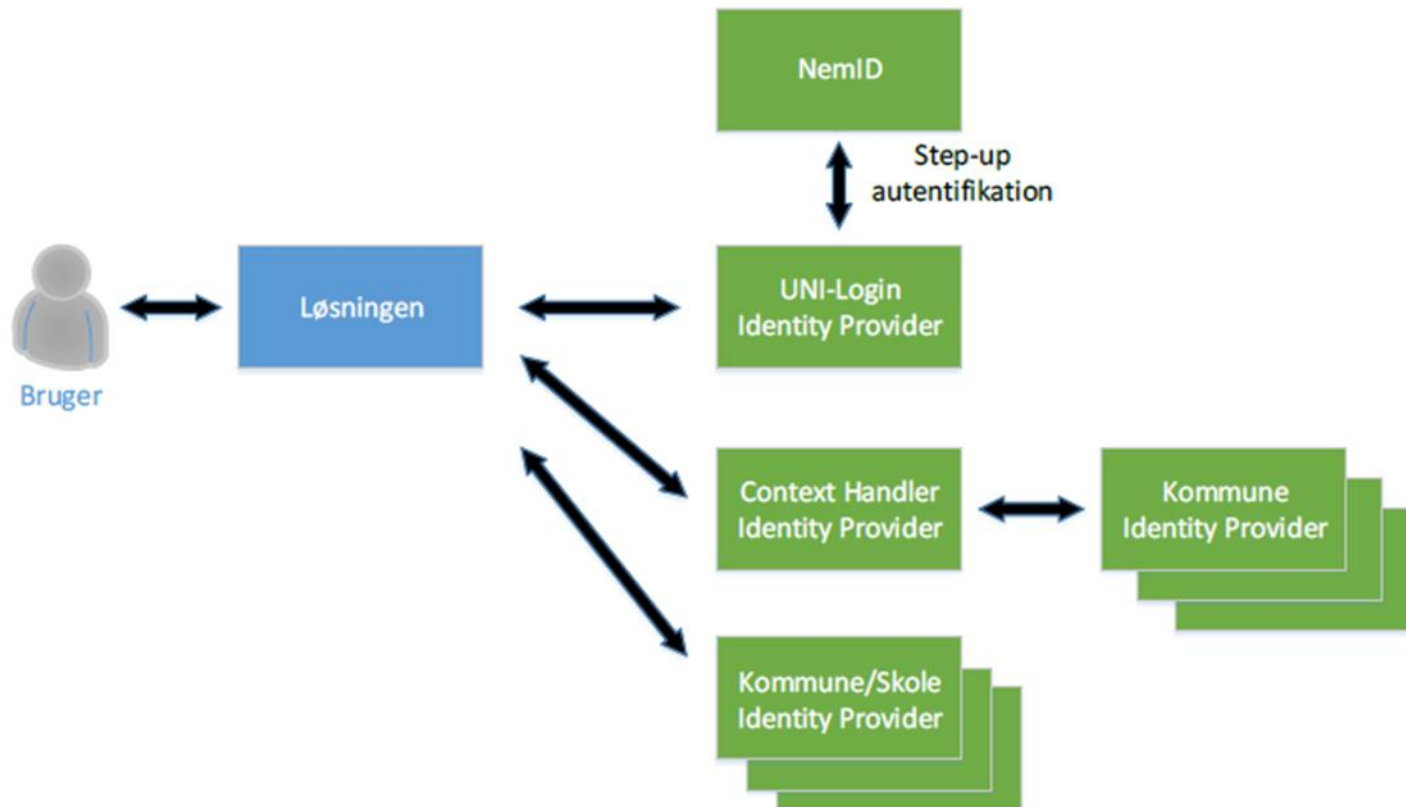 NemID
Step-up
autentifikation
Bruger
Løsningen
UNI-Login
Identity Provider
Context Handler
Identity Provider
Kommune
Identity Provider
Kommune/Skole
Identity Provider